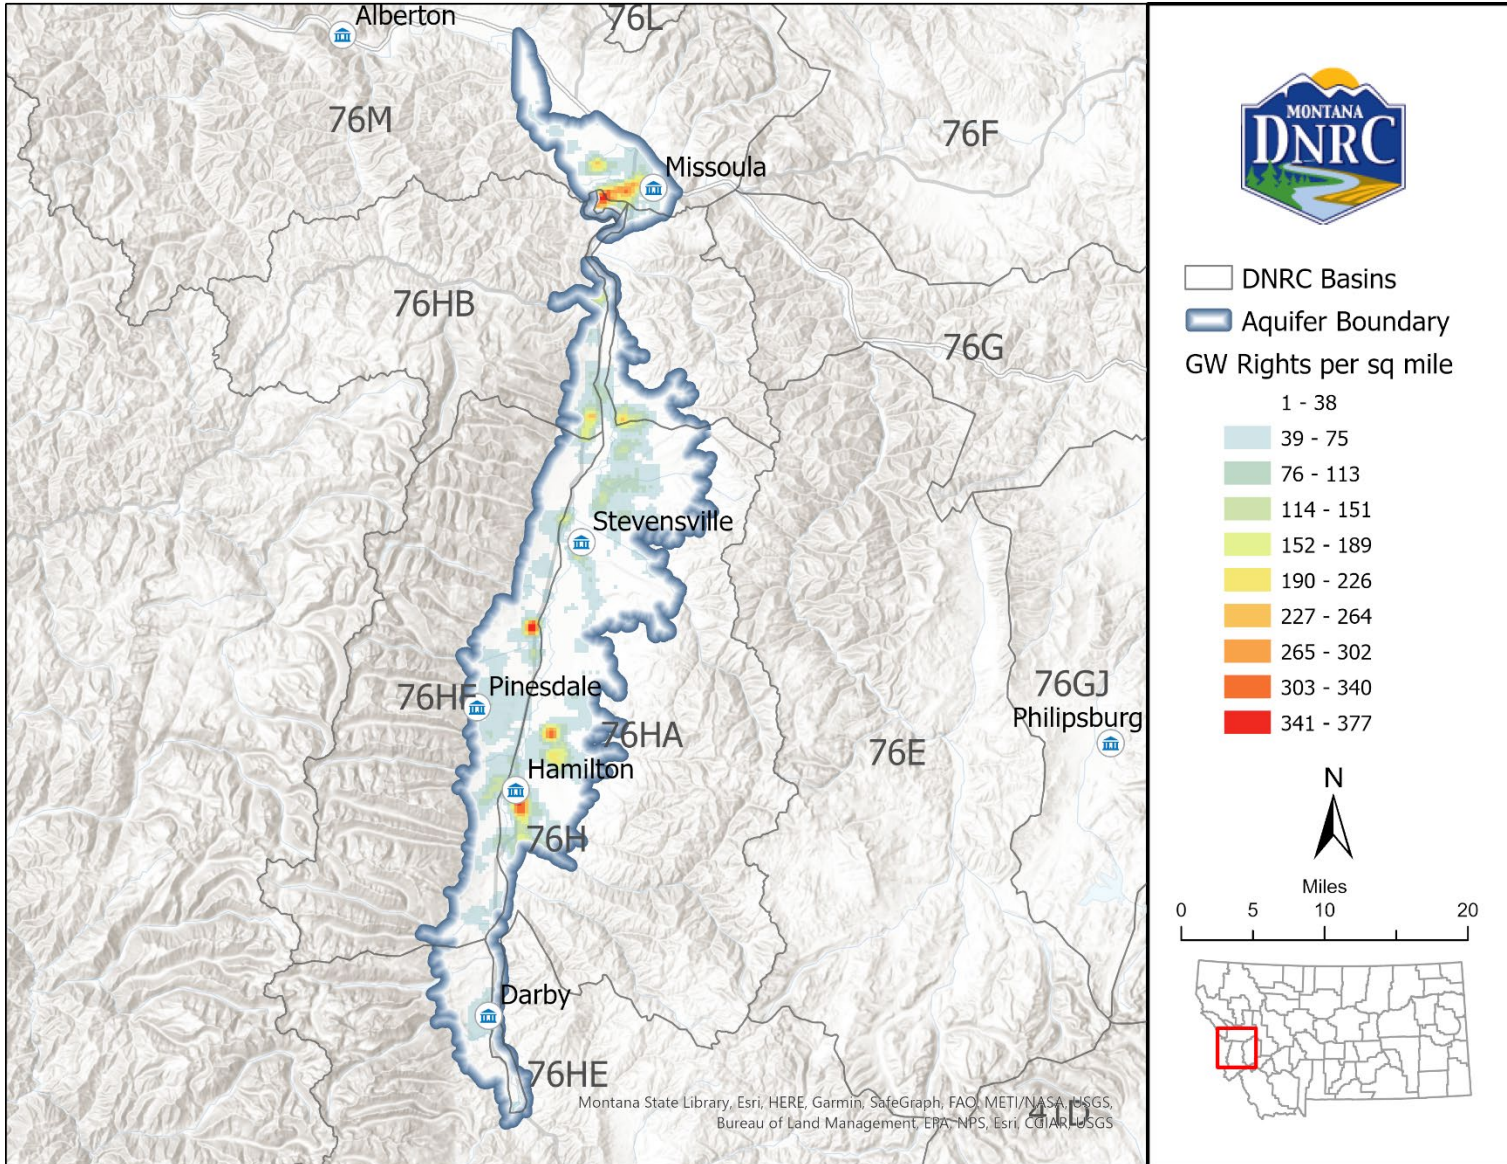 Alberton
76L
76M
76F
Missoula
76HB
76G
Stevensville
Pinesdale
76HF
76HA
76GJ
Philipsburg
76E
Hamilton
76H
Darby
76HE
41D
Montana State Library, Esri, HERE, Garmin, SafeGraph, FAO, METI/NASA, USGS,
Bureau of Land Management, EPA, NPS, Esri, CGIAR, USGS
MONTANA
DNRC
DNRC Basins
Aquifer Boundary
GW Rights per sq mile
1 - 38
39 - 75
76 - 113
114 - 151
152 - 189
190 - 226
227 - 264
265 - 302
303 - 340
341 - 377
N
Miles
0 5 10 20